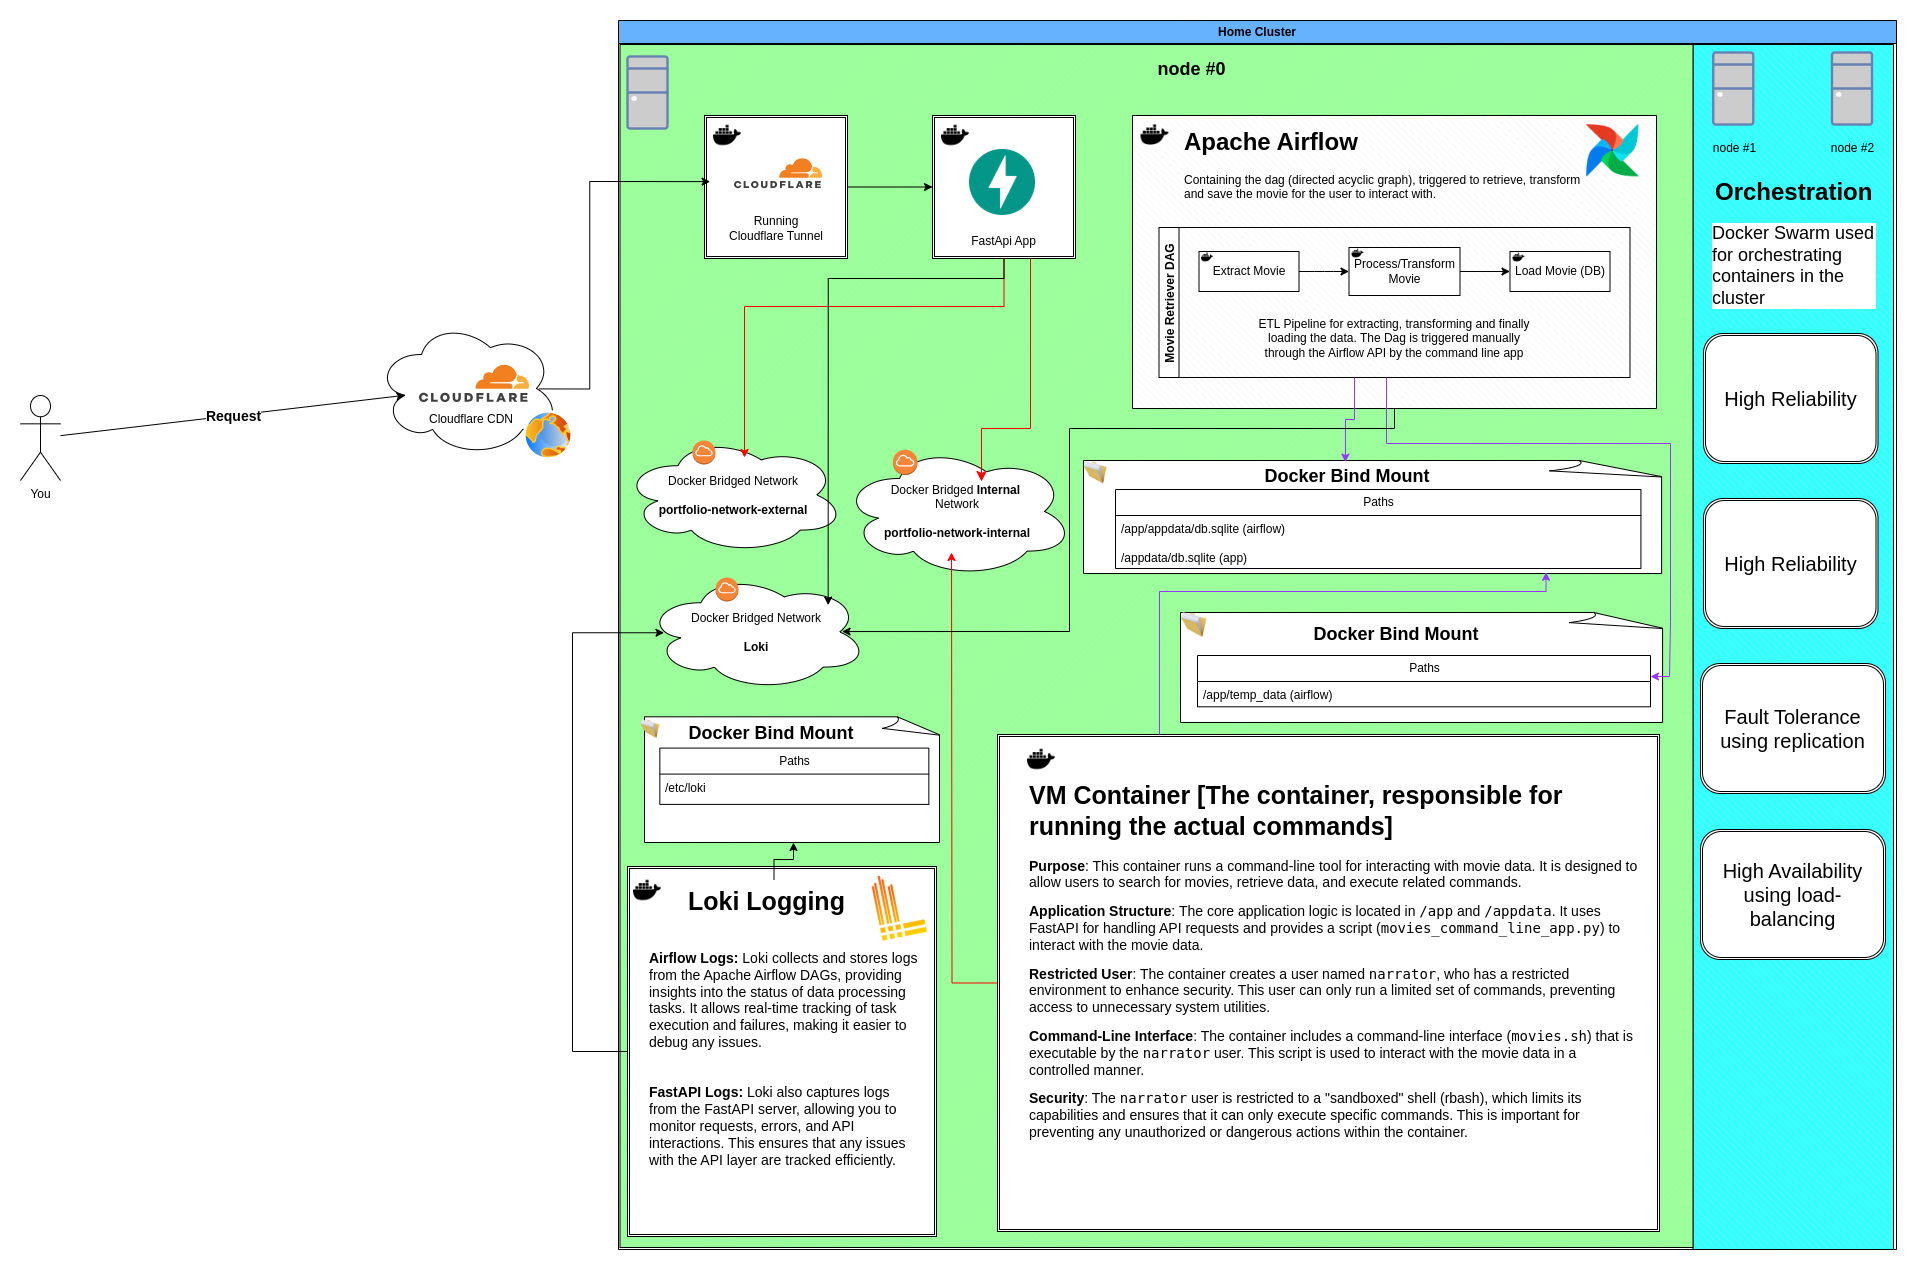 Home Cluster
node #0
node #1
node #2
CLOUDFLARE
Running
Cloudflare Tunnel
FastApi App
Apache Airflow
Containing the dag (directed acyclic graph), triggered to retrieve, transform
and save the movie for the user to interact with.
Movie Retriever DAG
Extract Movie
Process/Transform
Movie
Load Movie (DB)
ETL Pipeline for extracting, transforming and finally
loading the data. The Dag is triggered manually
through the Airflow API by the command line app
Orchestration
Docker Swarm used
for orchestrating
containers in the
cluster
High Reliability
High Reliability
Fault Tolerance
using replication
High Availability
using load-
balancing
You
Request
CLOUDFLARE
Cloudflare CDN
Docker Bridged Network
portfolio-network-external
Docker Bridged Internal
Network
portfolio-network-internal
Docker Bridged Network
Loki
Docker Bind Mount
Paths
/app/appdata/db.sqlite (airflow)
/appdata/db.sqlite (app)
Docker Bind Mount
Paths
/app/temp_data (airflow)
Docker Bind Mount
Paths
/etc/loki
Loki Logging
Airflow Logs: Loki collects and stores logs
from the Apache Airflow DAGs, providing
insights into the status of data processing
tasks. It allows real-time tracking of task
execution and failures, making it easier to
debug any issues.
FastAPI Logs: Loki also captures logs
from the FastAPI server, allowing you to
monitor requests, errors, and API
interactions. This ensures that any issues
with the API layer are tracked efficiently.
VM Container [The container, responsible for
running the actual commands]
Purpose: This container runs a command-line tool for interacting with movie data. It is designed to
allow users to search for movies, retrieve data, and execute related commands.
Application Structure: The core application logic is located in /app and /appdata. It uses
FastAPI for handling API requests and provides a script (movies_command_line_app.py) to
interact with the movie data.
Restricted User: The container creates a user named narrator, who has a restricted
environment to enhance security. This user can only run a limited set of commands, preventing
access to unnecessary system utilities.
Command-Line Interface: The container includes a command-line interface (movies.sh) that is
executable by the narrator user. This script is used to interact with the movie data in a
controlled manner.
Security: The narrator user is restricted to a "sandboxed" shell (rbash), which limits its
capabilities and ensures that it can only execute specific commands. This is important for
preventing any unauthorized or dangerous actions within the container.